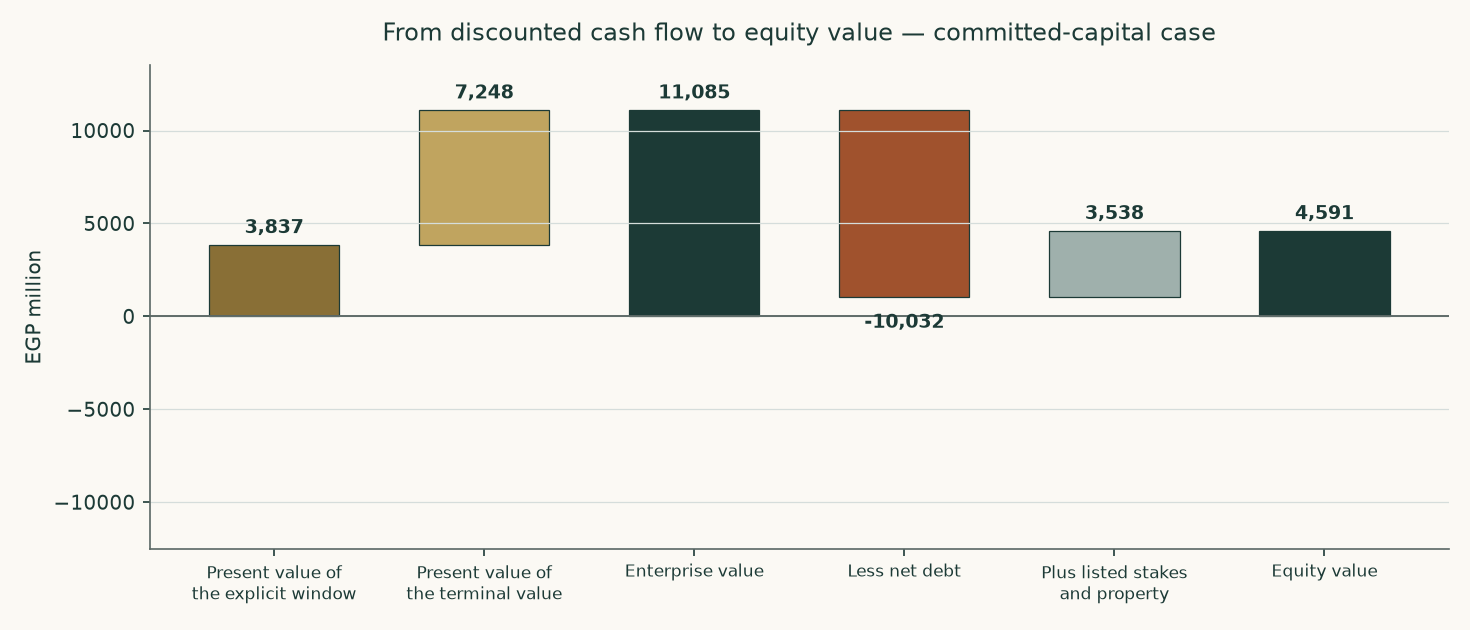 From discounted cash flow to equity value — committed-capital case
EGP million
10000
5000
0
−5000
−10000
3,837
7,248
11,085
-10,032
3,538
4,591
Present value of
the explicit window
Present value of
the terminal value
Enterprise value
Less net debt
Plus listed stakes
and property
Equity value